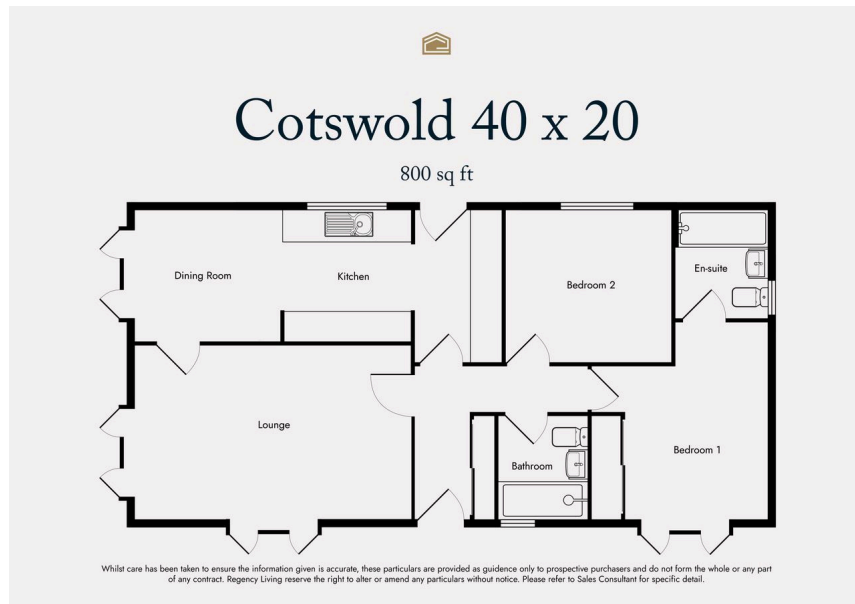 Cotswold 40 x 20
800 sq ft
Dining Room
Kitchen
Bedroom 2
En-suite
Lounge
Bathroom
Bedroom 1
Whilst care has been taken to ensure the information given is accurate, these particulars are provided as guidence only to prospective purchasers and do not form the whole or any part
of any contract. Regency Living reserve the right to alter or amend any particulars without notice. Please refer to Sales Consultant for specific detail.